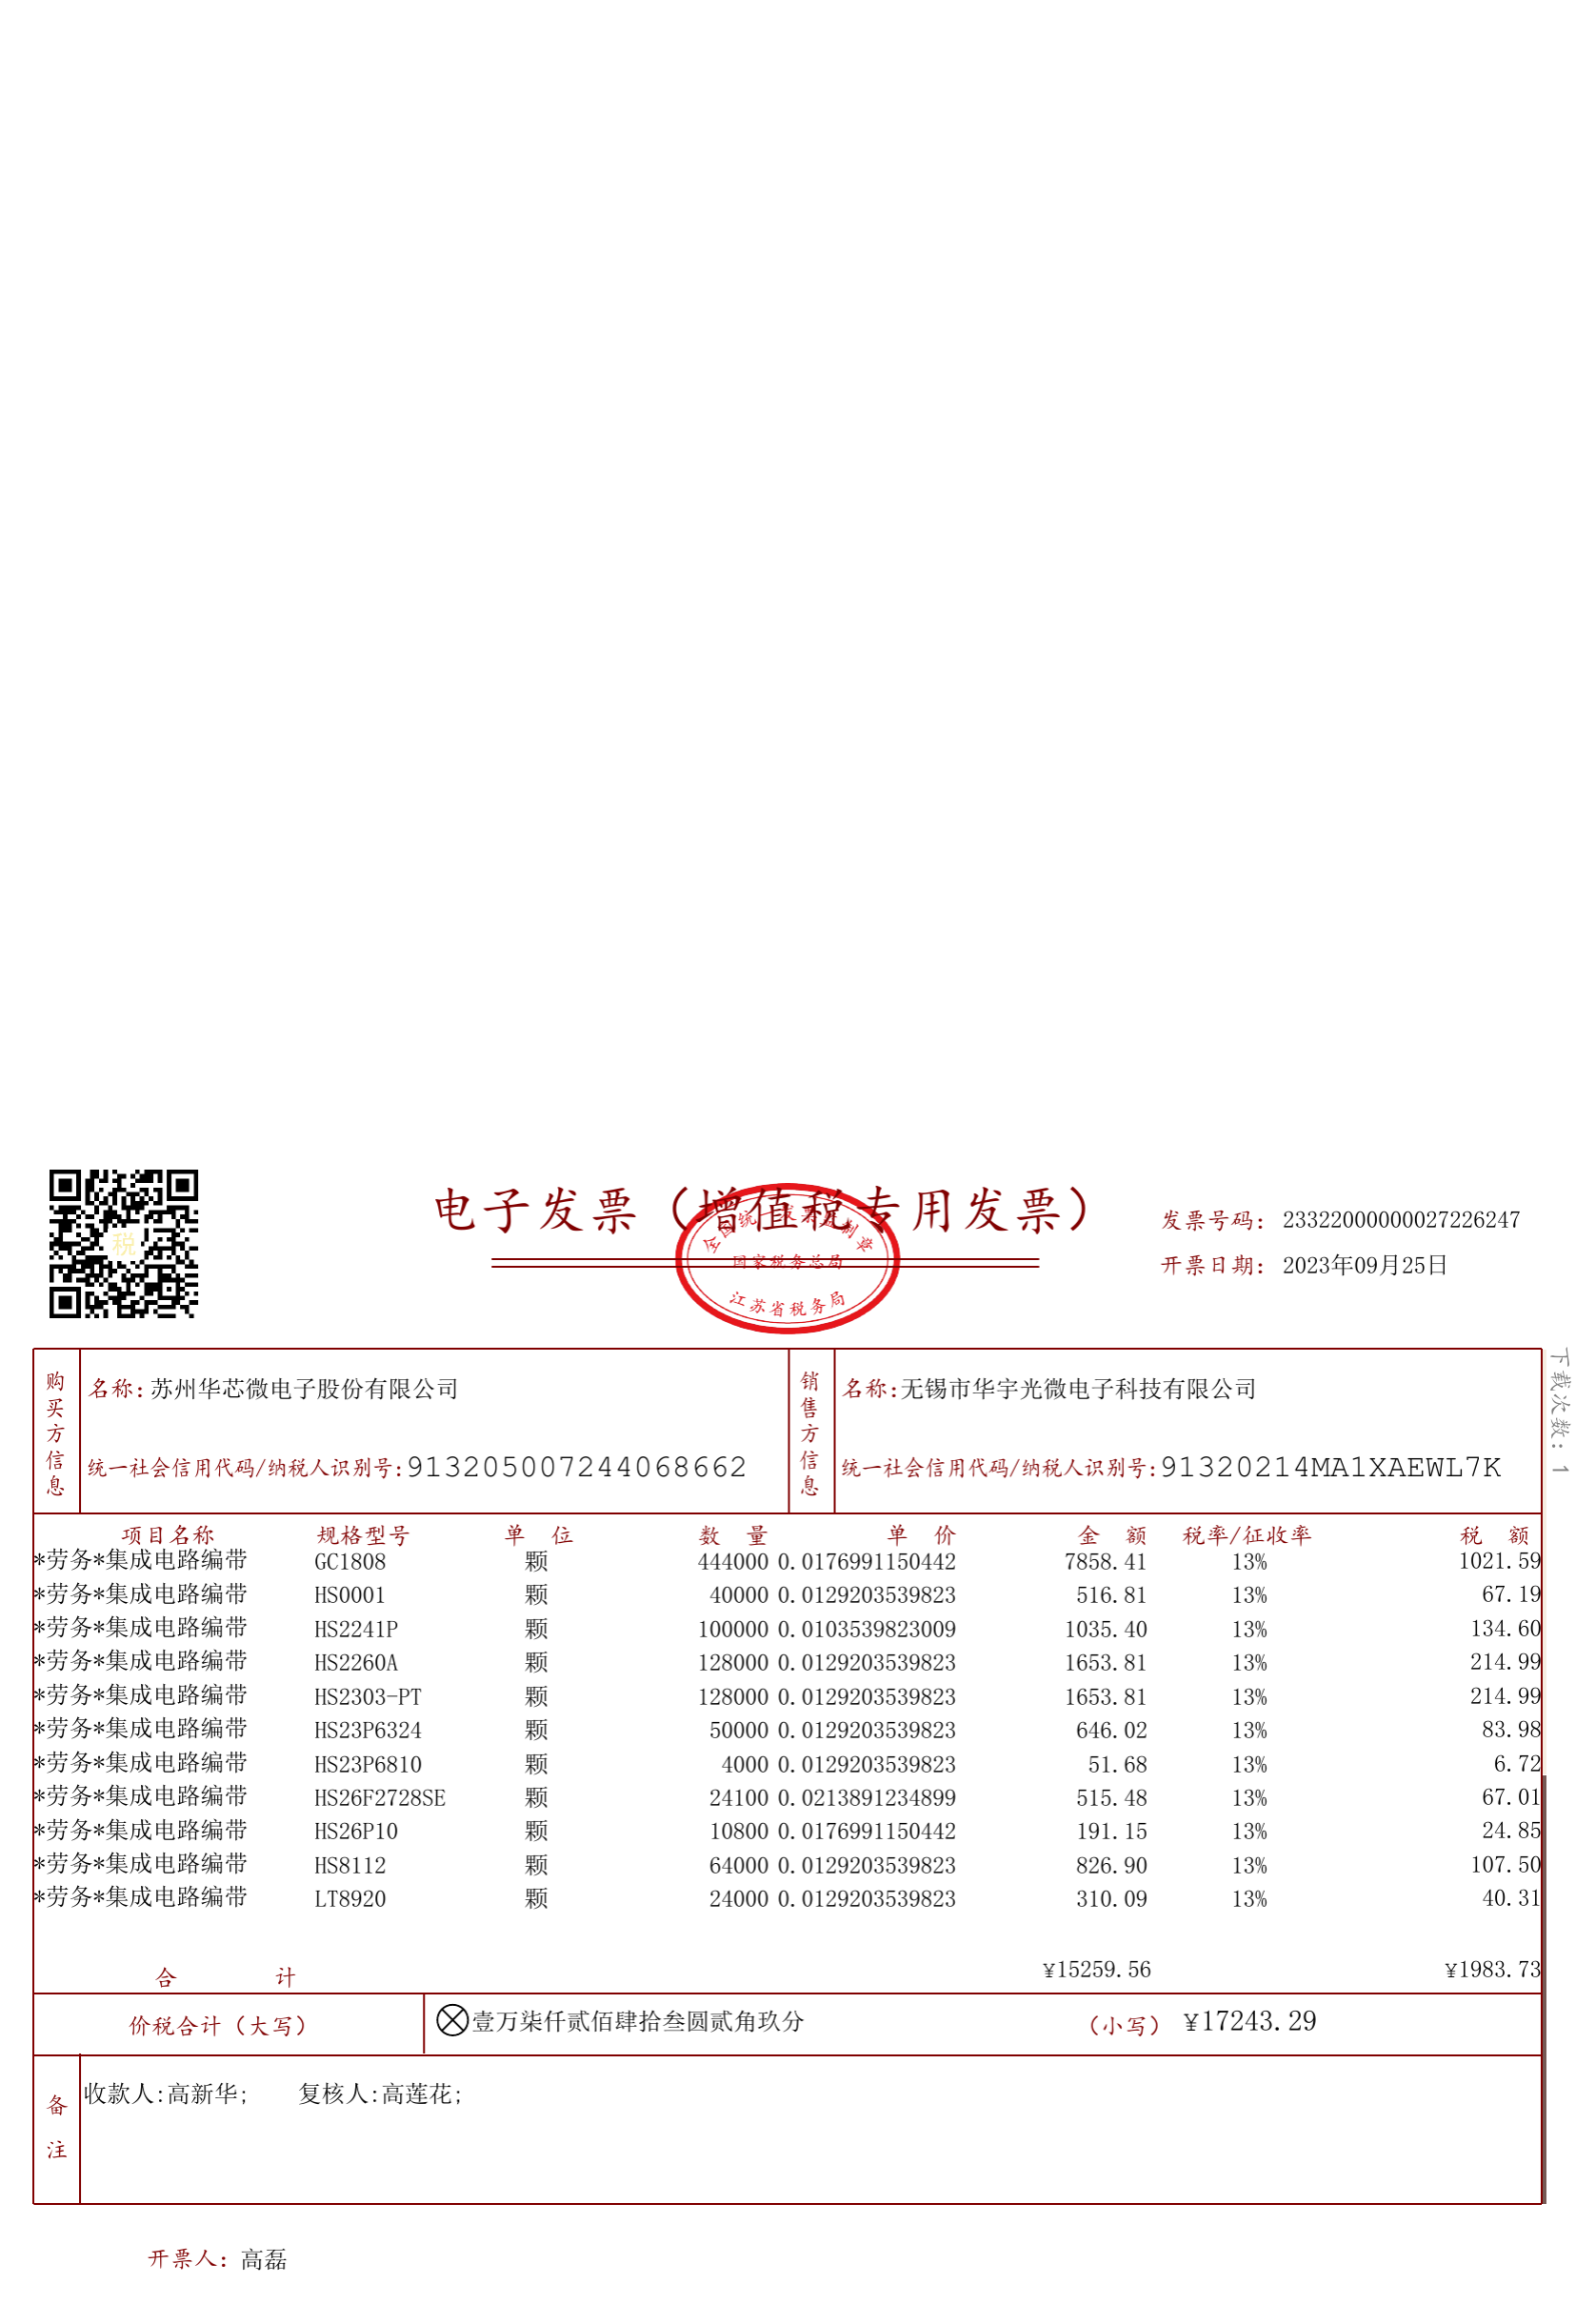 电子发票（增值税专用发票）
全国统一发票监制章
国家税务总局
江苏省税务局
税
发票号码： 23322000000027226247
开票日期： 2023年09月25日
下载次数：1
购买方信息
名称：苏州华芯微电子股份有限公司
统一社会信用代码/纳税人识别号：913205007244068662
销售方信息
名称：无锡市华宇光微电子科技有限公司
统一社会信用代码/纳税人识别号：91320214MA1XAEWL7K
项目名称 规格型号 单 位 数 量 单 价 金 额 税率/征收率 税 额
*劳务*集成电路编带 GC1808 颗 444000 0.0176991150442 7858.41 13% 1021.59
*劳务*集成电路编带 HS0001 颗 40000 0.0129203539823 516.81 13% 67.19
*劳务*集成电路编带 HS2241P 颗 100000 0.0103539823009 1035.40 13% 134.60
*劳务*集成电路编带 HS2260A 颗 128000 0.0129203539823 1653.81 13% 214.99
*劳务*集成电路编带 HS2303-PT 颗 128000 0.0129203539823 1653.81 13% 214.99
*劳务*集成电路编带 HS23P6324 颗 50000 0.0129203539823 646.02 13% 83.98
*劳务*集成电路编带 HS23P6810 颗 4000 0.0129203539823 51.68 13% 6.72
*劳务*集成电路编带 HS26F2728SE 颗 24100 0.0213891234899 515.48 13% 67.01
*劳务*集成电路编带 HS26P10 颗 10800 0.0176991150442 191.15 13% 24.85
*劳务*集成电路编带 HS8112 颗 64000 0.0129203539823 826.90 13% 107.50
*劳务*集成电路编带 LT8920 颗 24000 0.0129203539823 310.09 13% 40.31
合 计 ¥15259.56 ¥1983.73
价税合计（大写） 壹万柒仟贰佰肆拾叁圆贰角玖分 （小写） ¥17243.29
备注
收款人:高新华; 复核人:高莲花;
开票人：高磊